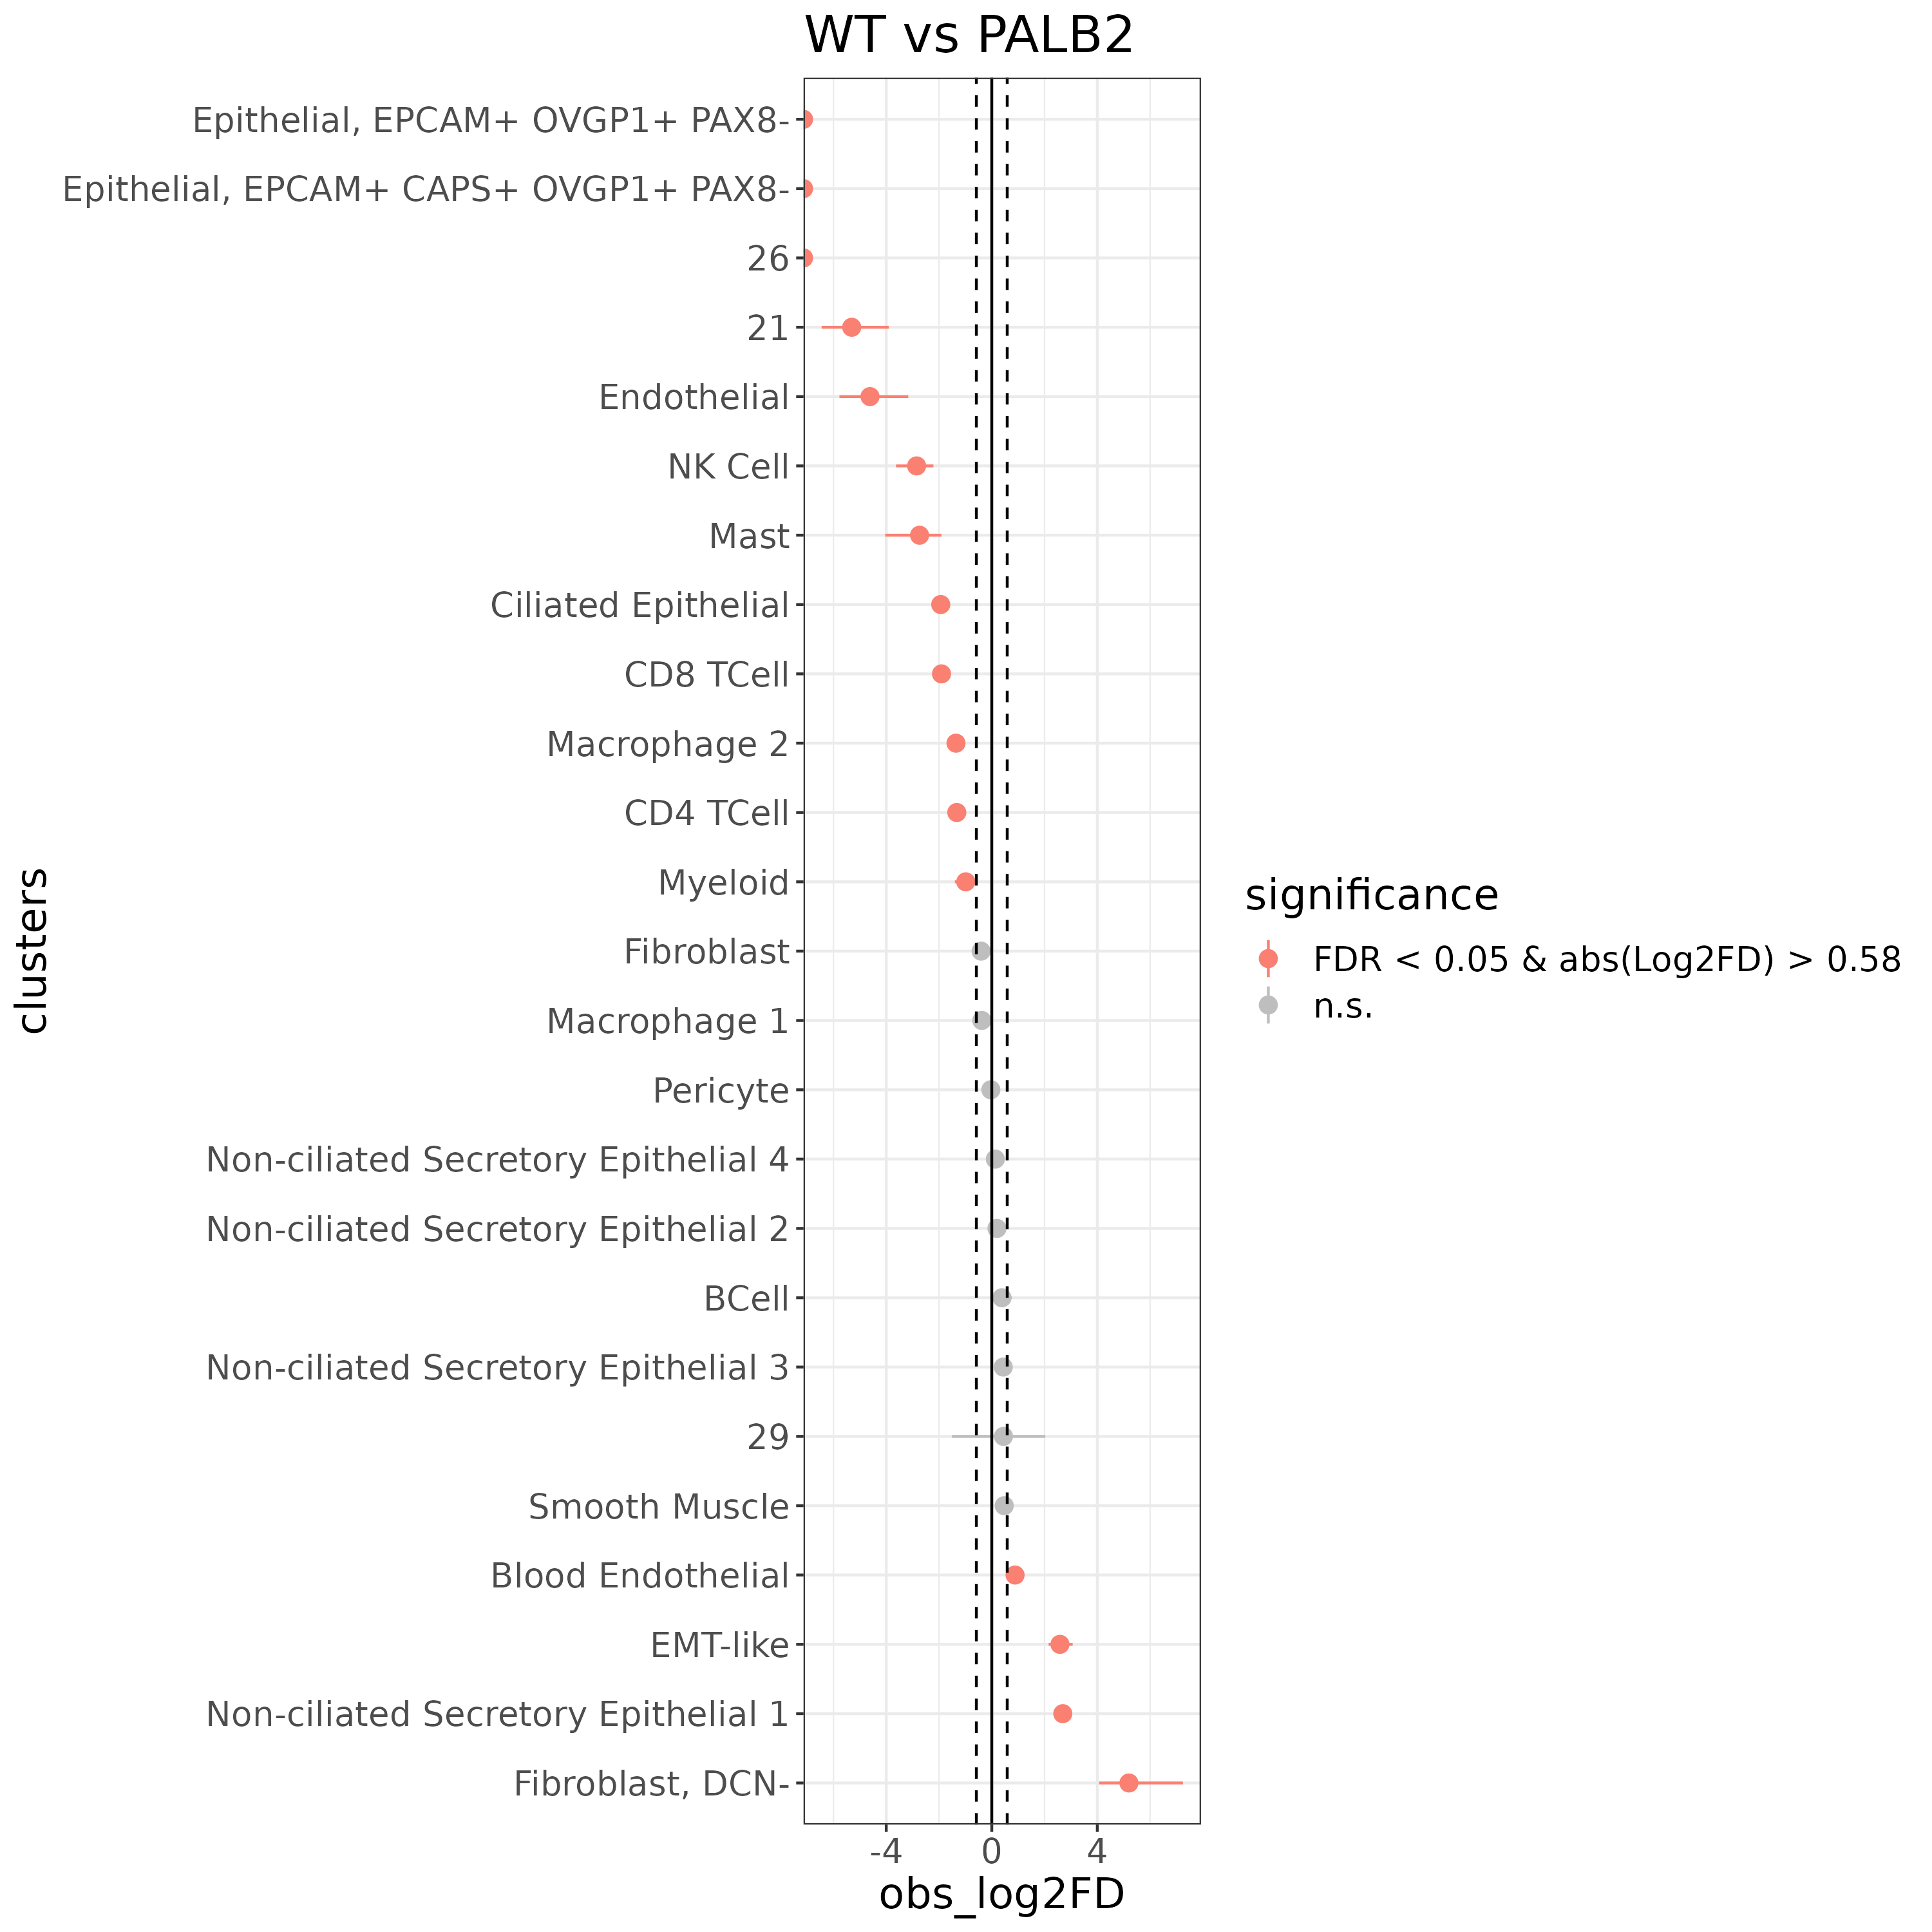 WT vs PALB2
Epithelial, EPCAM+ OVGP1+ PAX8-
Epithelial, EPCAM+ CAPS+ OVGP1+ PAX8-
26
21
Endothelial
NK Cell
Mast
Ciliated Epithelial
CD8 TCell
Macrophage 2
CD4 TCell
Myeloid
Fibroblast
Macrophage 1
Pericyte
Non-ciliated Secretory Epithelial 4
Non-ciliated Secretory Epithelial 2
BCell
Non-ciliated Secretory Epithelial 3
29
Smooth Muscle
Blood Endothelial
EMT-like
Non-ciliated Secretory Epithelial 1
Fibroblast, DCN-
clusters
-4 0 4
obs_log2FD
significance
FDR < 0.05 & abs(Log2FD) > 0.58
n.s.